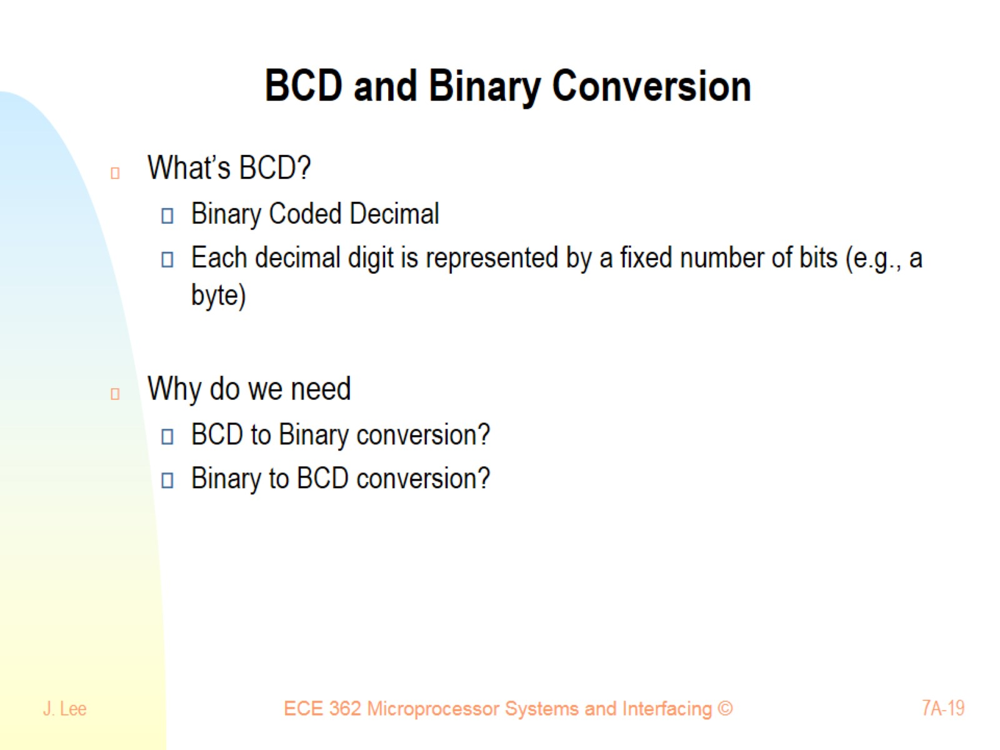 BCD and Binary Conversion
What’s BCD?
Binary Coded Decimal
Each decimal digit is represented by a fixed number of bits (e.g., a
byte)
Why do we need
BCD to Binary conversion?
Binary to BCD conversion?
J. Lee
ECE 362 Microprocessor Systems and Interfacing ©
7A-19